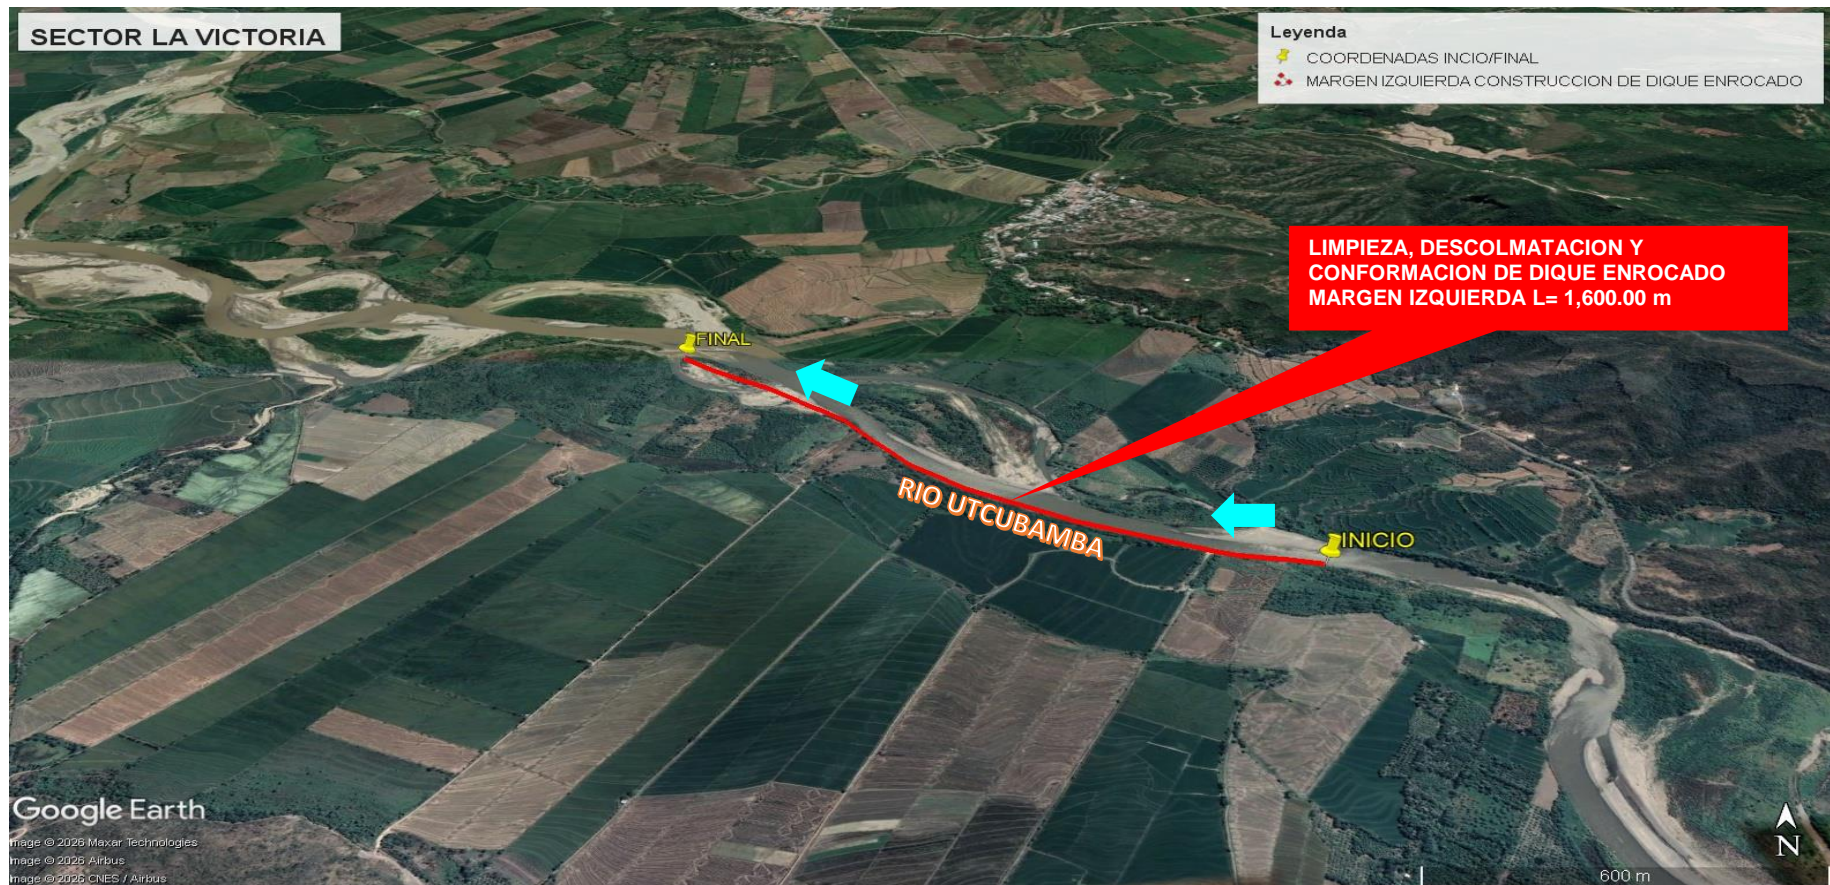 SECTOR LA VICTORIA
Leyenda
COORDENADAS INCIO/FINAL
MARGEN IZQUIERDA CONSTRUCCION DE DIQUE ENROCADO
LIMPIEZA, DESCOLMATACION Y
CONFORMACION DE DIQUE ENROCADO
MARGEN IZQUIERDA L= 1,600.00 m
FINAL
RIO UTCUBAMBA
INICIO
Google Earth
Image © 2026 Maxar Technologies
Image © 2026 Airbus
Image © 2026 CNES / Airbus
N
600 m